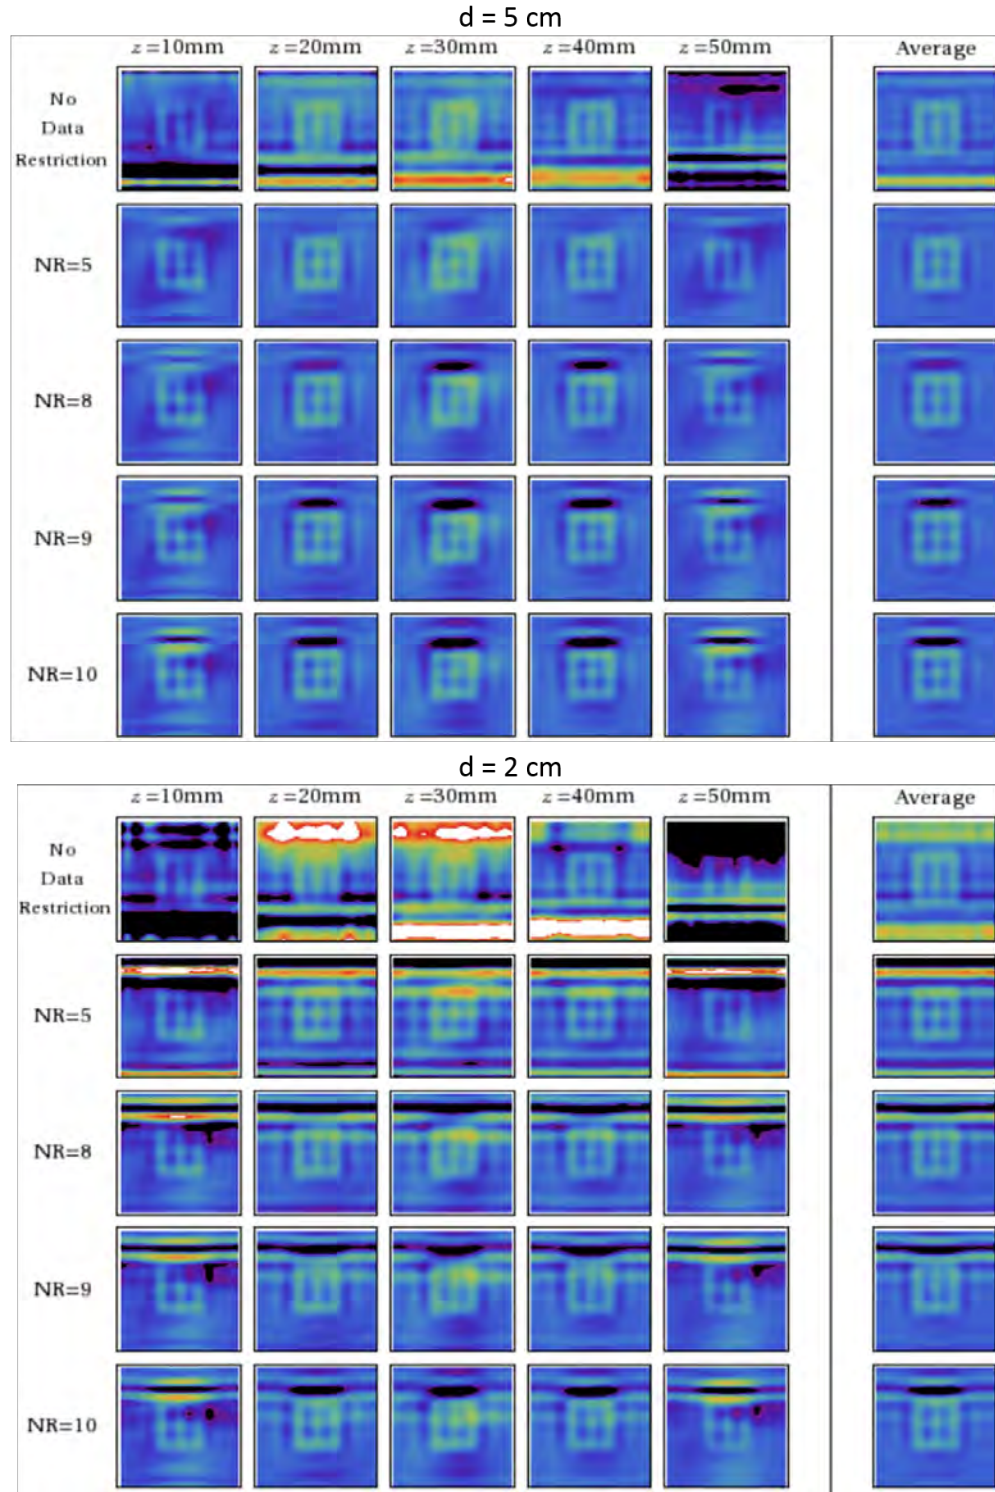 d = 5 cm
z =10mm z =20mm z =30mm z =40mm z =50mm Average
No
Data
Restriction
NR=5
NR=8
NR=9
NR=10
d = 2 cm
z =10mm z =20mm z =30mm z =40mm z =50mm Average
No
Data
Restriction
NR=5
NR=8
NR=9
NR=10